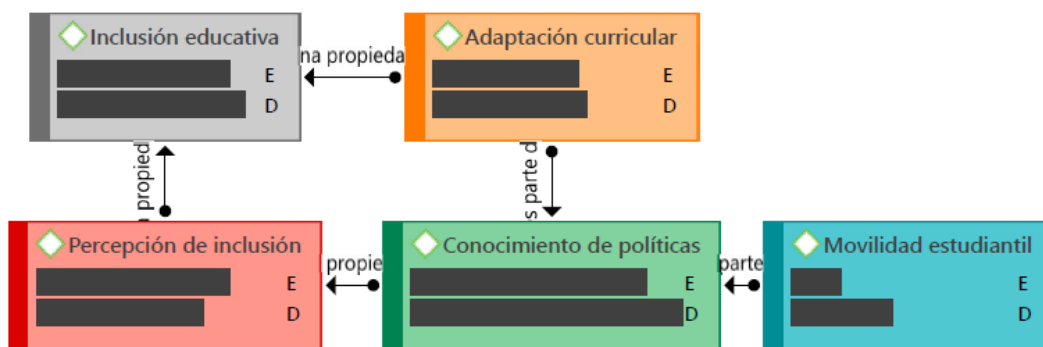 Inclusión educativa
E
D
na propieda
Adaptación curricular
E
D
propied
s parte d
Percepción de inclusión
E
D
propie
Conocimiento de políticas
E
D
parte
Movilidad estudiantil
E
D